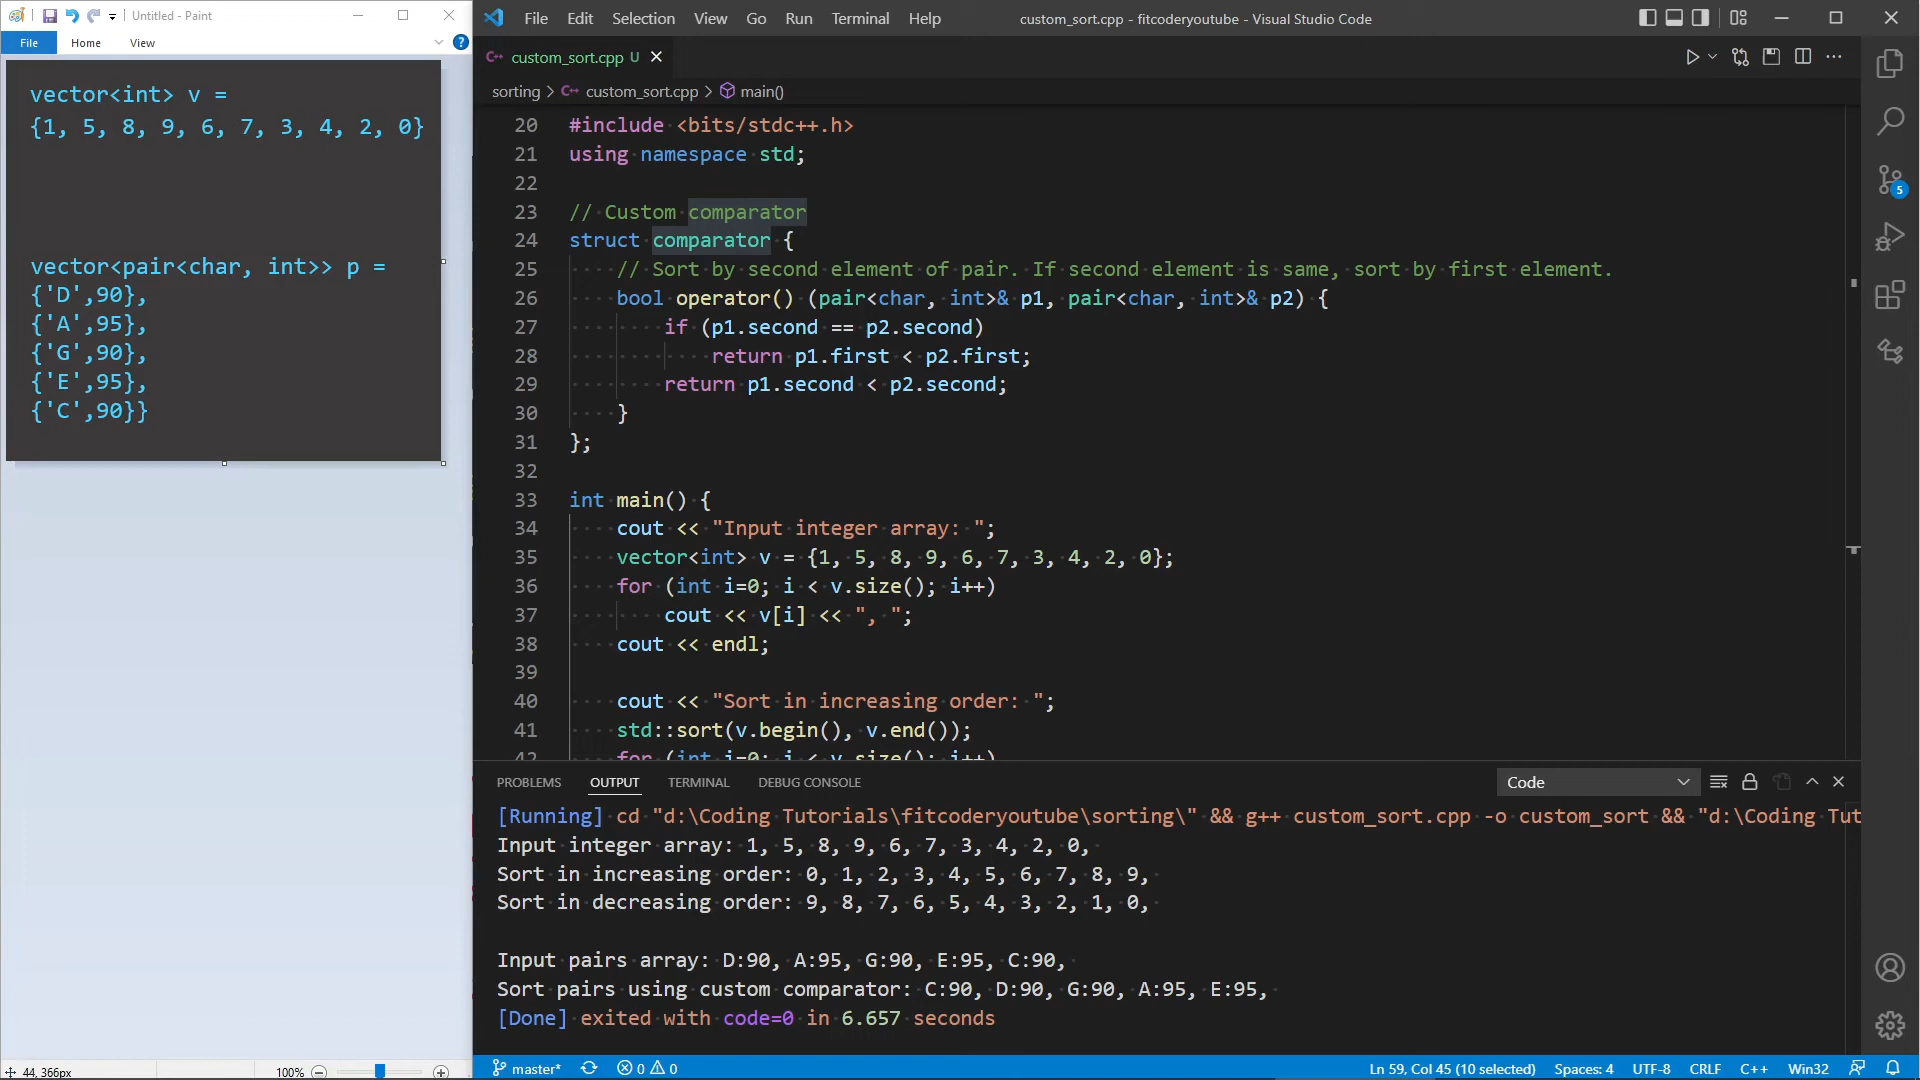 Untitled - Paint
File Home View
vector<int> v =
{1, 5, 8, 9, 6, 7, 3, 4, 2, 0}
vector<pair<char, int>> p =
{'D',90},
{'A',95},
{'G',90},
{'E',95},
{'C',90}}
44, 366px
100%
File Edit Selection View Go Run Terminal Help
custom_sort.cpp - fitcoderyoutube - Visual Studio Code
custom_sort.cpp U
sorting > custom_sort.cpp > main()
20 #include <bits/stdc++.h>
21 using namespace std;
22
23 // Custom comparator
24 struct comparator {
25 // Sort by second element of pair. If second element is same, sort by first element.
26 bool operator() (pair<char, int>& p1, pair<char, int>& p2) {
27 if (p1.second == p2.second)
28 return p1.first < p2.first;
29 return p1.second < p2.second;
30 }
31 };
32
33 int main() {
34 cout << "Input integer array: ";
35 vector<int> v = {1, 5, 8, 9, 6, 7, 3, 4, 2, 0};
36 for (int i=0; i < v.size(); i++)
37 cout << v[i] << ", ";
38 cout << endl;
39
40 cout << "Sort in increasing order: ";
41 std::sort(v.begin(), v.end());
42 for (int i=0; i < v.size(); i++)
PROBLEMS OUTPUT TERMINAL DEBUG CONSOLE
Code
[Running] cd "d:\Coding Tutorials\fitcoderyoutube\sorting\" && g++ custom_sort.cpp -o custom_sort && "d:\Coding Tut
Input integer array: 1, 5, 8, 9, 6, 7, 3, 4, 2, 0,
Sort in increasing order: 0, 1, 2, 3, 4, 5, 6, 7, 8, 9,
Sort in decreasing order: 9, 8, 7, 6, 5, 4, 3, 2, 1, 0,
Input pairs array: D:90, A:95, G:90, E:95, C:90,
Sort pairs using custom comparator: C:90, D:90, G:90, A:95, E:95,
[Done] exited with code=0 in 6.657 seconds
5
master* 0 0
Ln 59, Col 45 (10 selected) Spaces: 4 UTF-8 CRLF C++ Win32